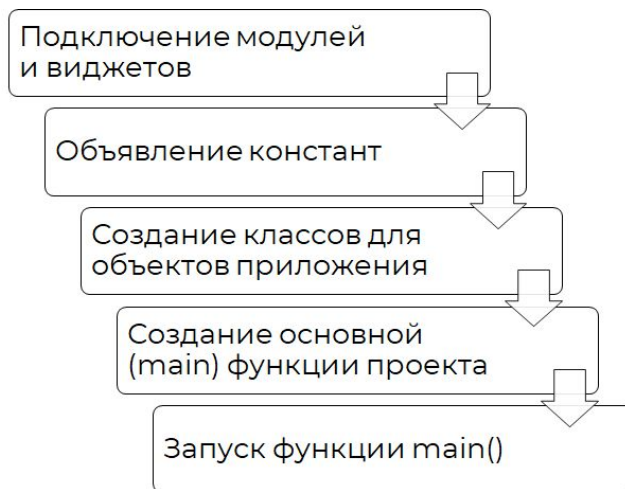 Подключение модулей
и виджетов
Объявление констант
Создание классов для
объектов приложения
Создание основной
(main) функции проекта
Запуск функции main()